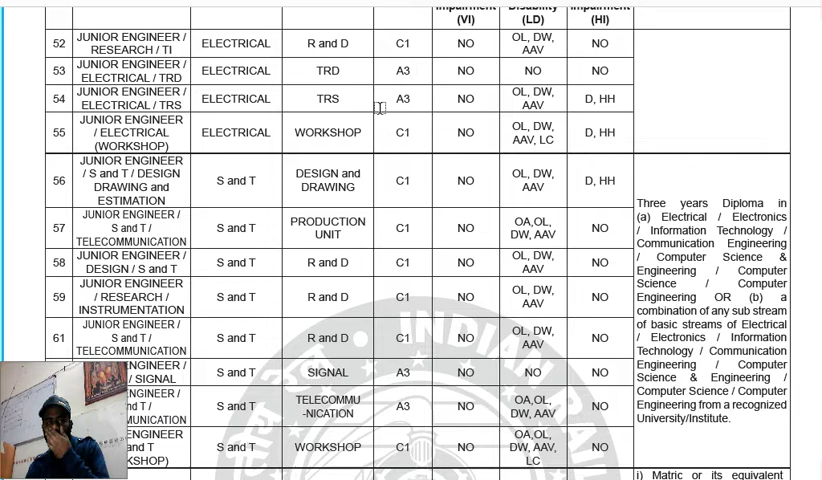 Impairment Disability Impairment
(VI) (LD) (HI)
52 JUNIOR ENGINEER / RESEARCH / TI ELECTRICAL R and D C1 NO OL, DW, AAV NO
53 JUNIOR ENGINEER / ELECTRICAL / TRD ELECTRICAL TRD A3 NO NO NO
54 JUNIOR ENGINEER / ELECTRICAL / TRS ELECTRICAL TRS A3 NO OL, DW, AAV D, HH
55 JUNIOR ENGINEER / ELECTRICAL (WORKSHOP) ELECTRICAL WORKSHOP C1 NO OL, DW, AAV, LC D, HH
56 JUNIOR ENGINEER / S and T / DESIGN DRAWING and ESTIMATION S and T DESIGN and DRAWING C1 NO OL, DW, AAV D, HH
57 JUNIOR ENGINEER / S and T / TELECOMMUNICATION S and T PRODUCTION UNIT C1 NO OA,OL, DW, AAV NO
58 JUNIOR ENGINEER / DESIGN / S and T S and T R and D C1 NO OL, DW, AAV NO
59 JUNIOR ENGINEER / RESEARCH / INSTRUMENTATION S and T R and D C1 NO OL, DW, AAV NO
61 JUNIOR ENGINEER / S and T / TELECOMMUNICATION S and T R and D C1 NO OL, DW, AAV NO
ENGINEER / SIGNAL S and T SIGNAL A3 NO NO NO
NGINEER / nd T / MUNICATION S and T TELECOMMU -NICATION A3 NO OA,OL, DW, AAV NO
ENGINEER and T KSHOP) S and T WORKSHOP C1 NO OA,OL, DW, AAV, LC NO
Three years Diploma in
(a) Electrical / Electronics
/ Information Technology /
Communication Engineering
/ Computer Science &
Engineering / Computer
Science / Computer
Engineering OR (b) a
combination of any sub stream
of basic streams of Electrical
/ Electronics / Information
Technology / Communication
Engineering / Computer
Science & Engineering /
Computer Science / Computer
Engineering from a recognized
University/Institute.
i) Matric or its equivalent
INDIAN RAIL